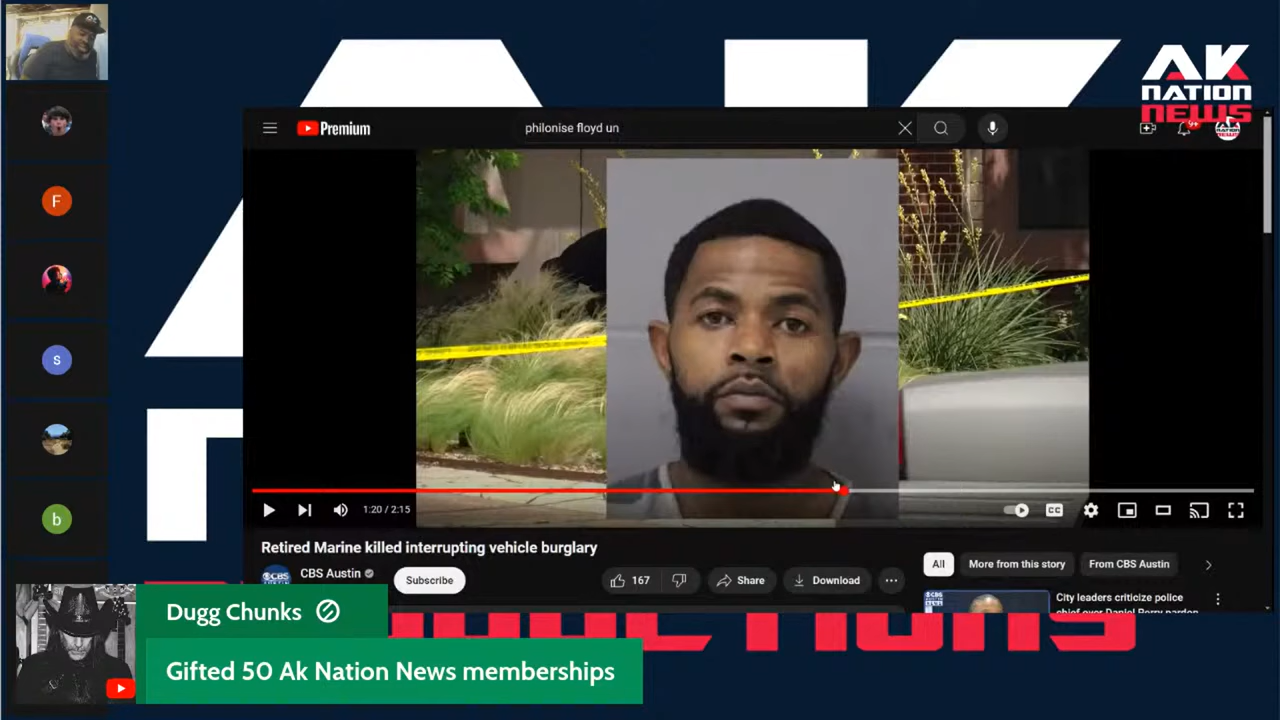 AK
NATION
NEWS
Premium
philonise floyd un
9+
F
s
b
1:20 / 2:15
CC
Retired Marine killed interrupting vehicle burglary
CBS Austin
Subscribe
167
Share
Download
All
More from this story
From CBS Austin
City leaders criticize police
chief over Daniel Perry pardon
Dugg Chunks
Gifted 50 Ak Nation News memberships